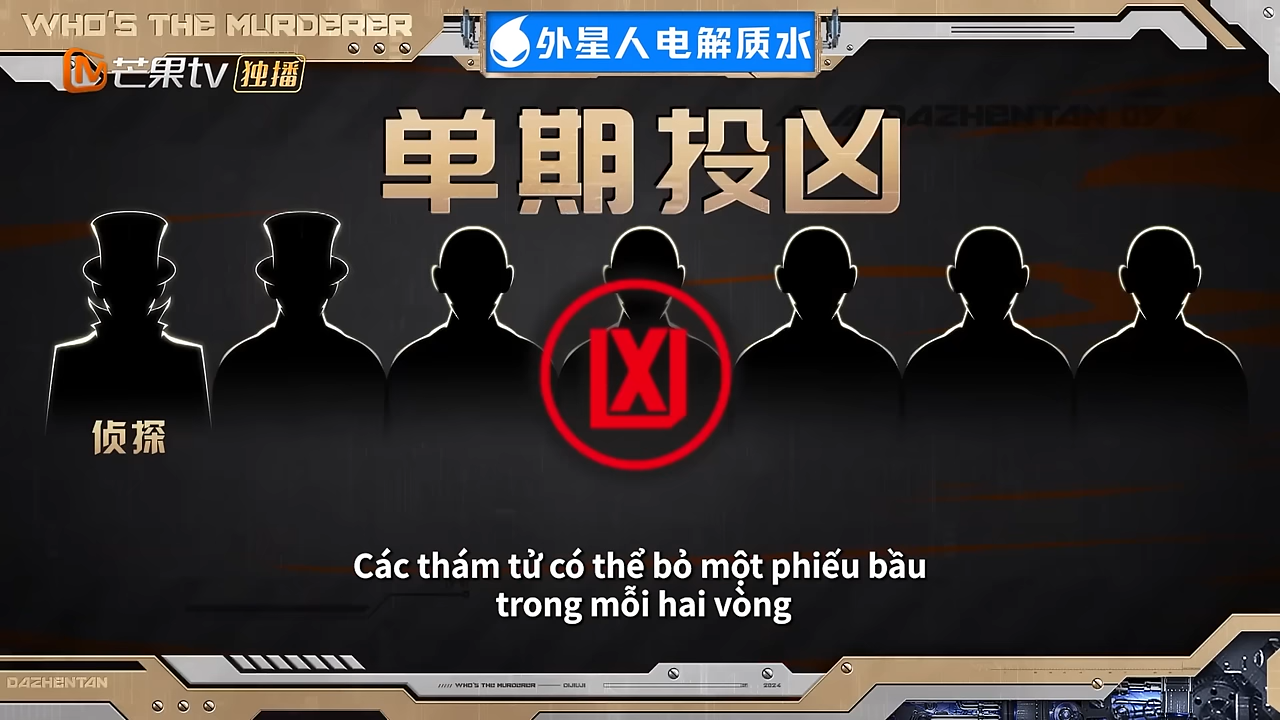 WHO'S THE MURDERER
芒果tv 独播
外星人电解质水
DAZHENTAN
单期投凶
凶
侦探
Các thám tử có thể bỏ một phiếu bầu
trong mỗi hai vòng
DAZHENTAN
WHO'S THE MURDERER
2024